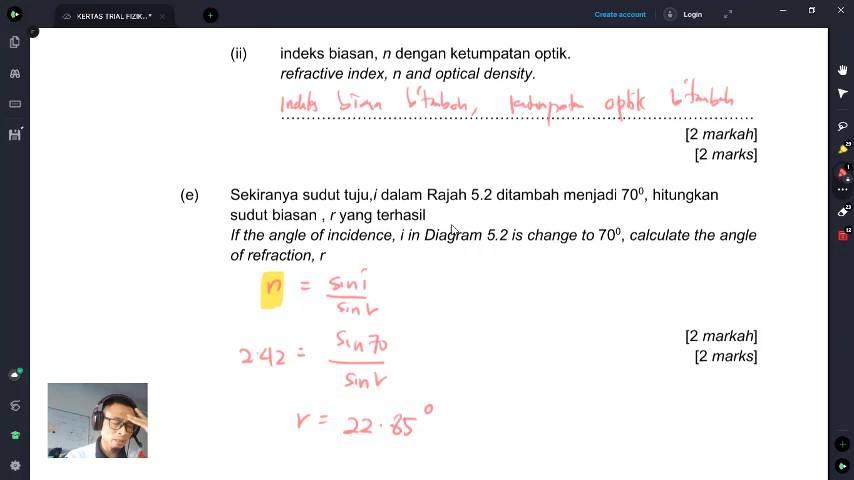 KERTAS TRIAL FIZIK...*
Create account
Login
(ii) indeks biasan, n dengan ketumpatan optik.
refractive index, n and optical density.
Indeks biasan b'tambah, ketumpatan optik b'tambah
[2 markah]
[2 marks]
(e) Sekiranya sudut tuju,i dalam Rajah 5.2 ditambah menjadi 70⁰, hitungkan
sudut biasan , r yang terhasil
If the angle of incidence, i in Diagram 5.2 is change to 70⁰, calculate the angle
of refraction, r
n = sin i / sin r
[2 markah]
[2 marks]
2.42 = sin 70 / sin r
r = 22.85°